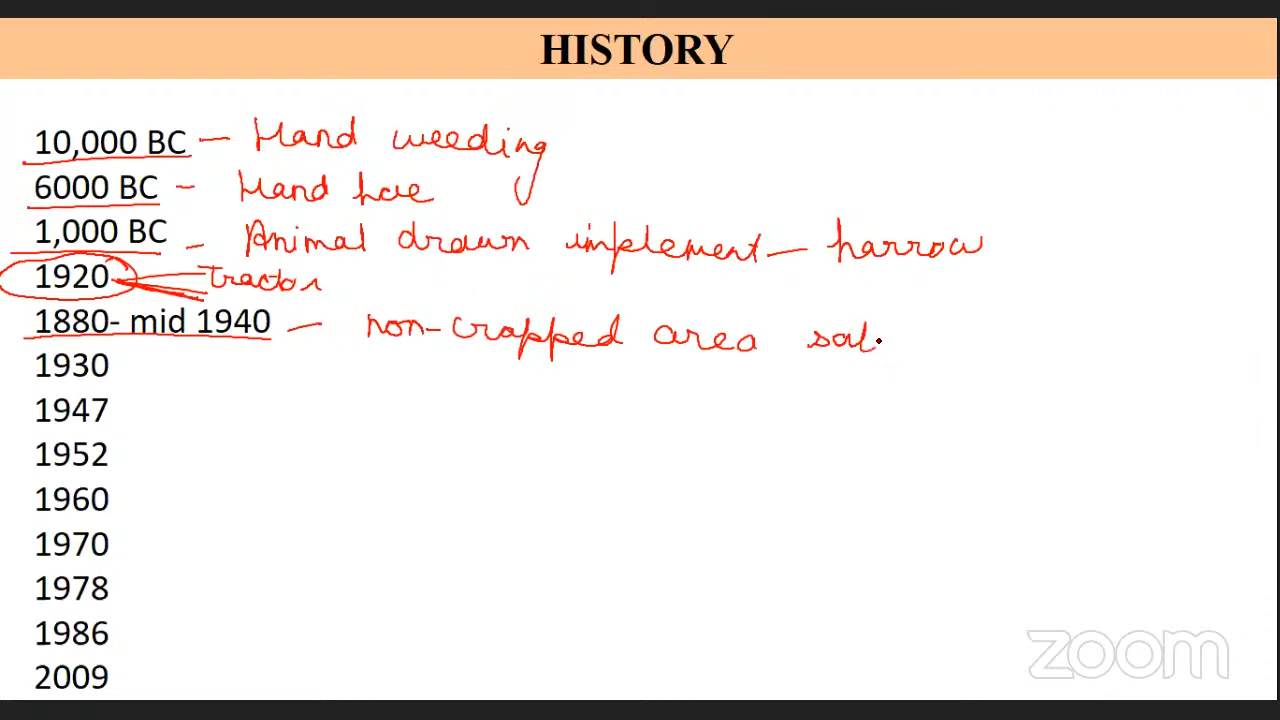 HISTORY
10,000 BC - Hand weeding
6000 BC - Hand hoe
1,000 BC - Animal drawn implement - harrow
1920 Tractor
1880- mid 1940 - non-cropped area sal
1930
1947
1952
1960
1970
1978
1986
2009
zoom